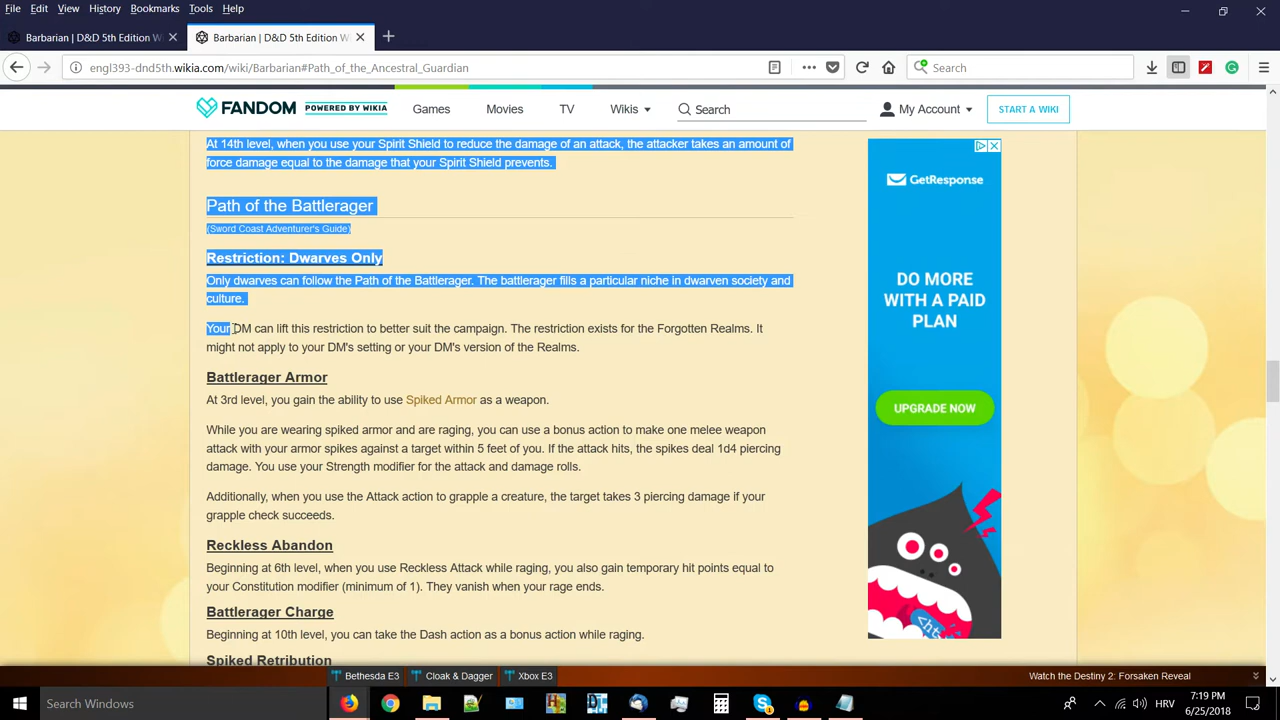 File Edit View History Bookmarks Tools Help
Barbarian | D&D 5th Edition W
Barbarian | D&D 5th Edition W
engl393-dnd5th.wikia.com/wiki/Barbarian#Path_of_the_Ancestral_Guardian
Search
FANDOM POWERED BY WIKIA
Games Movies TV Wikis Search My Account START A WIKI
At 14th level, when you use your Spirit Shield to reduce the damage of an attack, the attacker takes an amount of
force damage equal to the damage that your Spirit Shield prevents.
Path of the Battlerager
(Sword Coast Adventurer's Guide)
Restriction: Dwarves Only
Only dwarves can follow the Path of the Battlerager. The battlerager fills a particular niche in dwarven society and
culture.
Your DM can lift this restriction to better suit the campaign. The restriction exists for the Forgotten Realms. It
might not apply to your DM's setting or your DM's version of the Realms.
Battlerager Armor
At 3rd level, you gain the ability to use Spiked Armor as a weapon.
While you are wearing spiked armor and are raging, you can use a bonus action to make one melee weapon
attack with your armor spikes against a target within 5 feet of you. If the attack hits, the spikes deal 1d4 piercing
damage. You use your Strength modifier for the attack and damage rolls.
Additionally, when you use the Attack action to grapple a creature, the target takes 3 piercing damage if your
grapple check succeeds.
Reckless Abandon
Beginning at 6th level, when you use Reckless Attack while raging, you also gain temporary hit points equal to
your Constitution modifier (minimum of 1). They vanish when your rage ends.
Battlerager Charge
Beginning at 10th level, you can take the Dash action as a bonus action while raging.
Spiked Retribution
GetResponse
DO MORE
WITH A PAID
PLAN
UPGRADE NOW
<ht
Bethesda E3 Cloak & Dagger Xbox E3 Watch the Destiny 2: Forsaken Reveal
Search Windows
HRV
7:19 PM
6/25/2018